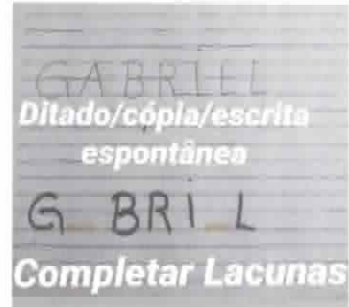 GABRIEL
Ditado/cópia/escrita
espontânea
G_BRI_L
Completar Lacunas